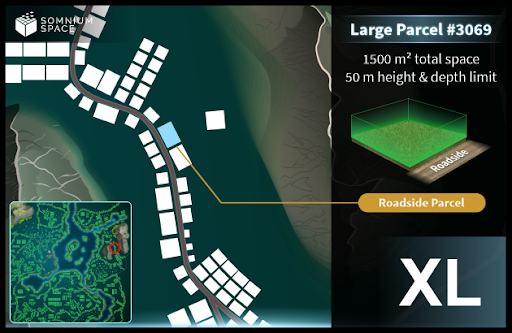 SOMNIUM
SPACE
Large Parcel #3069
1500 m² total space
50 m height & depth limit
Roadside
Roadside Parcel
XL